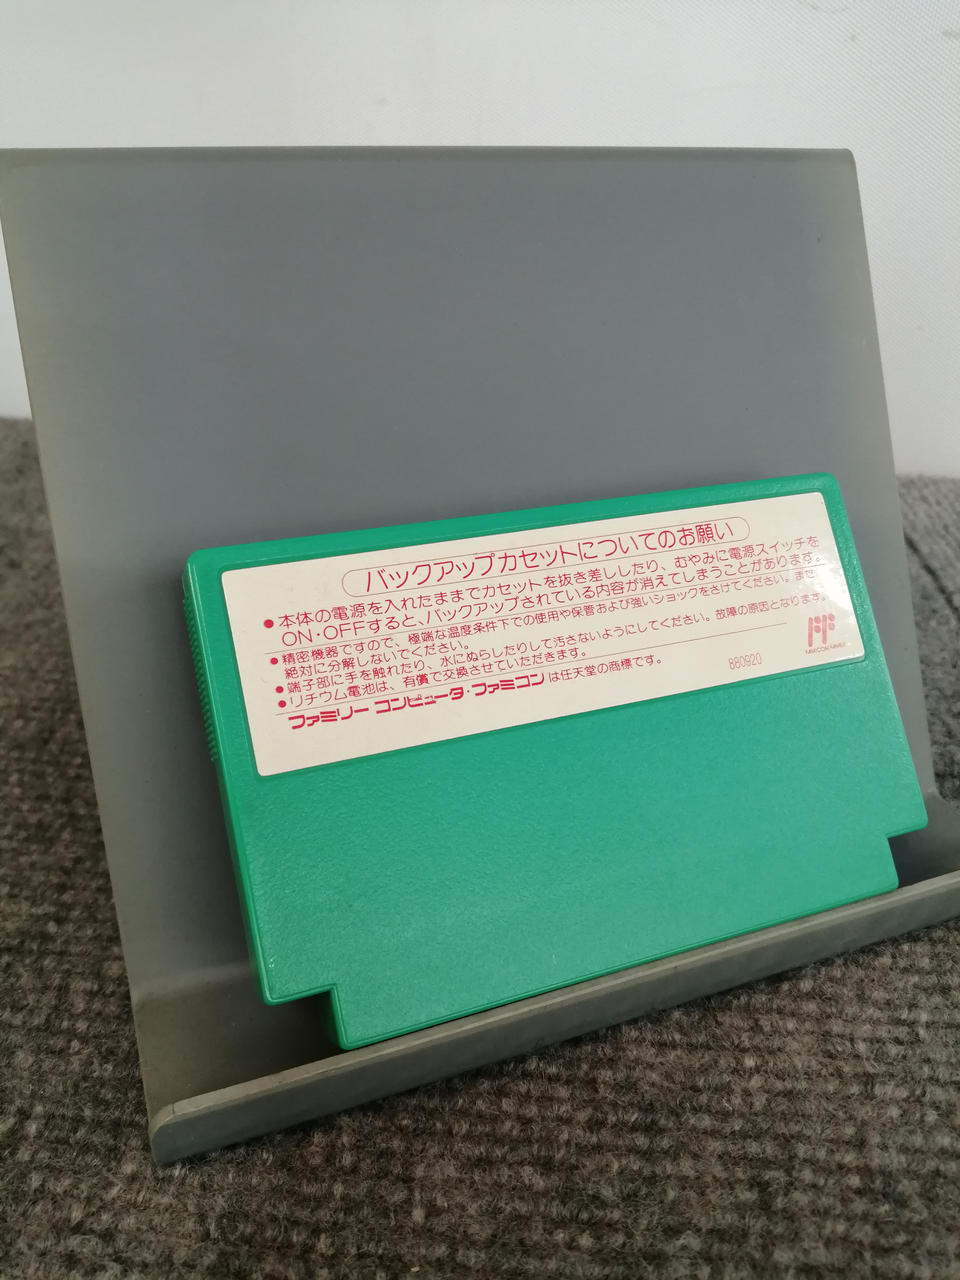 バックアップカセットについてのお願い
●本体の電源を入れたままでカセットを抜き差ししたり、むやみに電源スイッチを
ON・OFFすると、バックアップされている内容が消えてしまうことがあります。
●精密機器ですので、極端な温度条件下での使用や保管および強いショックをさけてください。また
絶対に分解しないでください。
●端子部に手を触れたり、水にぬらしたりして汚さないようにしてください。故障の原因となります。
●リチウム電池は、有償で交換させていただきます。
ファミリー コンピュータ・ファミコン は任天堂の商標です。
880920
FAMICOM FAMILY